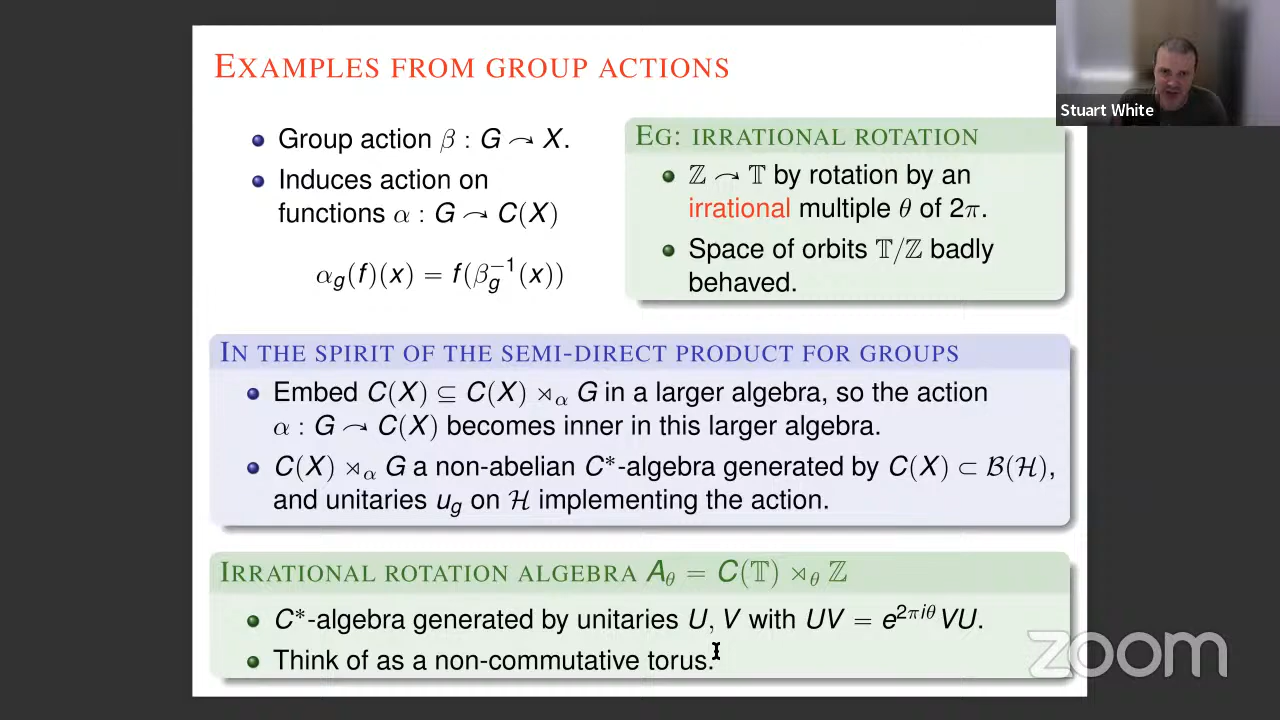 EXAMPLES FROM GROUP ACTIONS
Group action β : G ↷ X.
Induces action on
functions α : G ↷ C(X)
α_g(f)(x) = f(β_g^{-1}(x))
EG: IRRATIONAL ROTATION
ℤ ↷ 𝕋 by rotation by an
irrational multiple θ of 2π.
Space of orbits 𝕋/ℤ badly
behaved.
IN THE SPIRIT OF THE SEMI-DIRECT PRODUCT FOR GROUPS
Embed C(X) ⊆ C(X) ⋊_α G in a larger algebra, so the action
α : G ↷ C(X) becomes inner in this larger algebra.
C(X) ⋊_α G a non-abelian C*-algebra generated by C(X) ⊂ 𝓑(𝓗),
and unitaries u_g on 𝓗 implementing the action.
IRRATIONAL ROTATION ALGEBRA A_θ = C(𝕋) ⋊_θ ℤ
C*-algebra generated by unitaries U, V with UV = e^{2πiθ} VU.
Think of as a non-commutative torus.
Stuart White
zoom